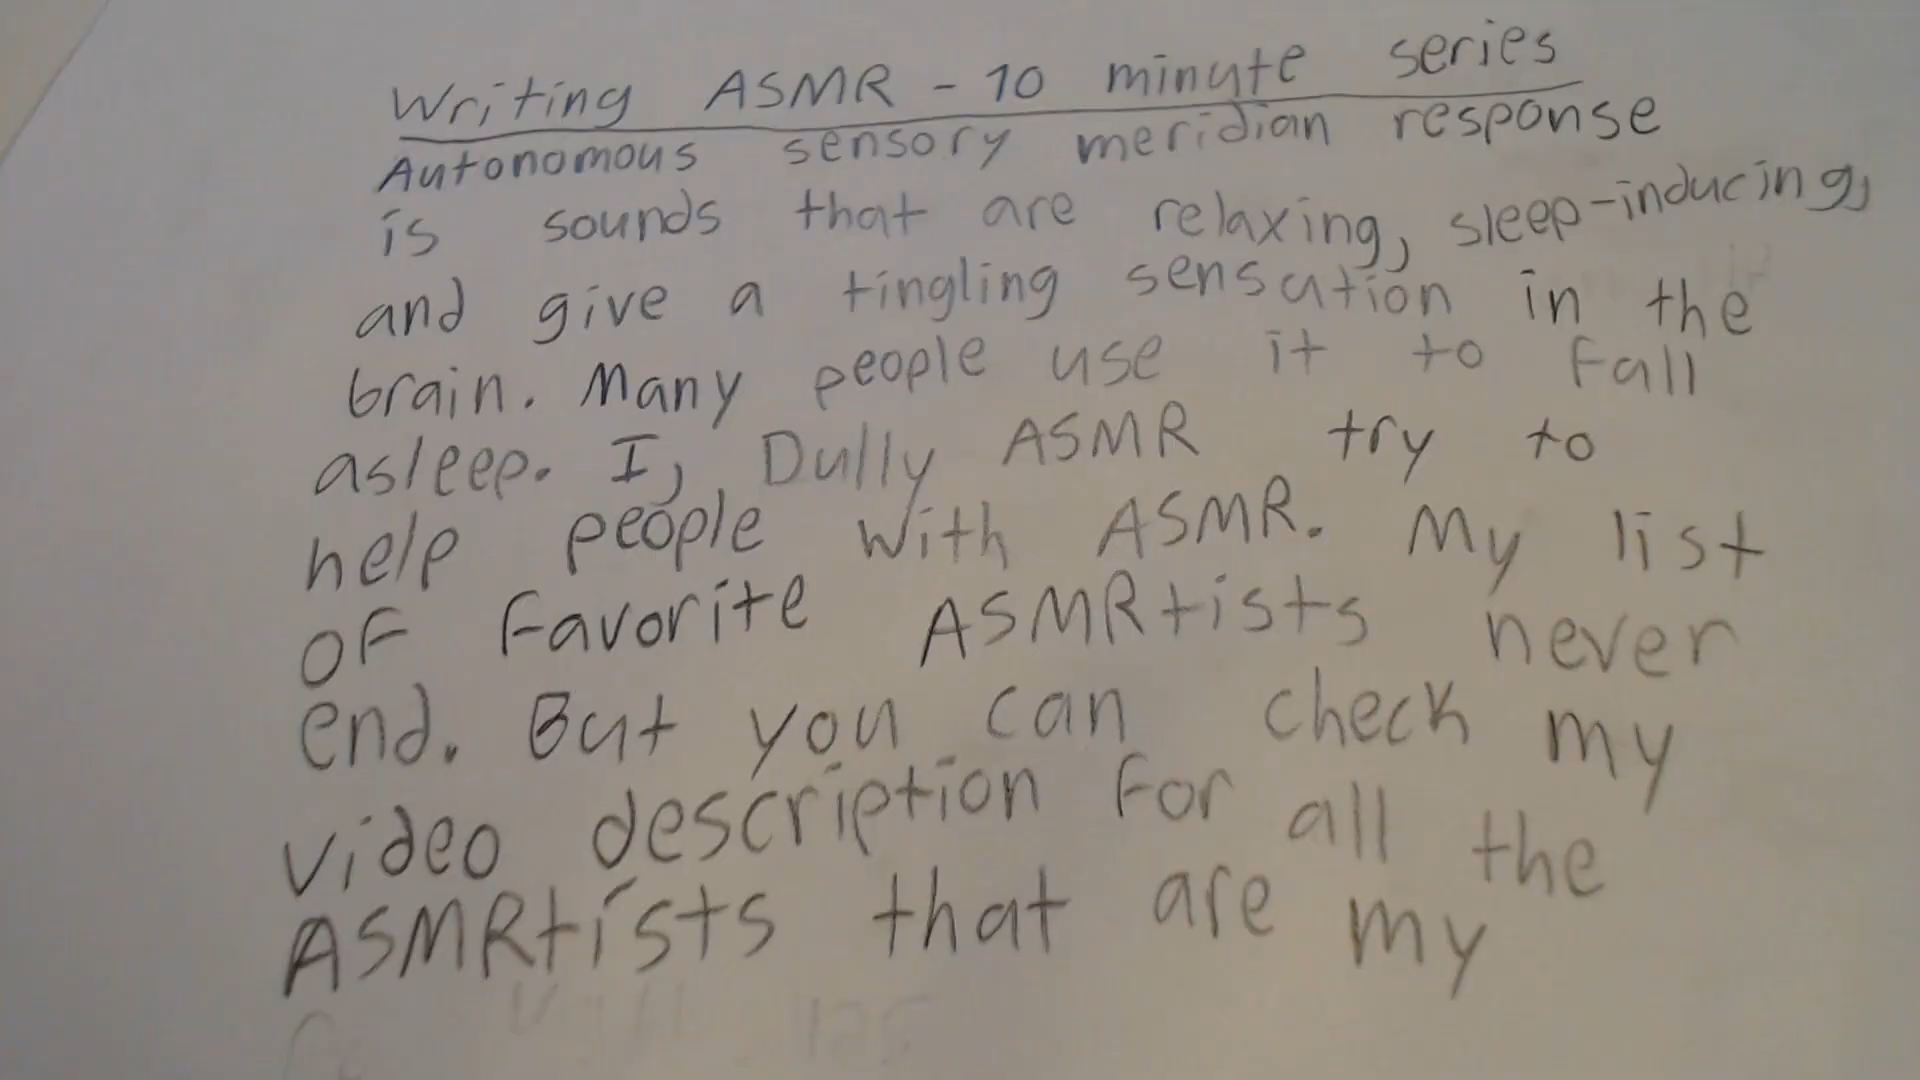 Writing ASMR - 10 minute series
Autonomous sensory meridian response
is sounds that are relaxing, sleep-inducing,
and give a tingling sensation in the
brain. Many people use it to fall
asleep. I, Dully ASMR try to
help people with ASMR. My list
of favorite ASMRtists never
end. But you can check my
video description for all the
ASMRtists that are my